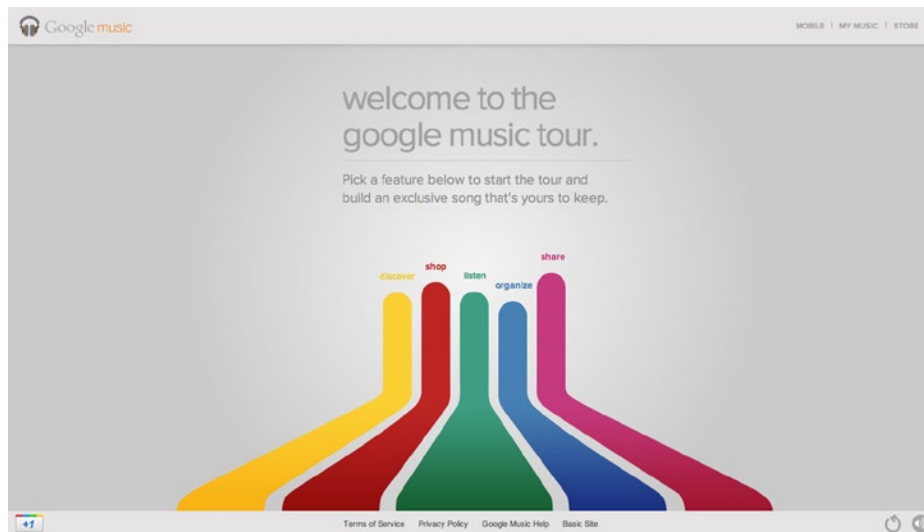 Google music
MOBILE | MY MUSIC | STORE
welcome to the
google music tour.
Pick a feature below to start the tour and
build an exclusive song that's yours to keep.
discover
shop
listen
organize
share
+1
Terms of Service Privacy Policy Google Music Help Basic Site